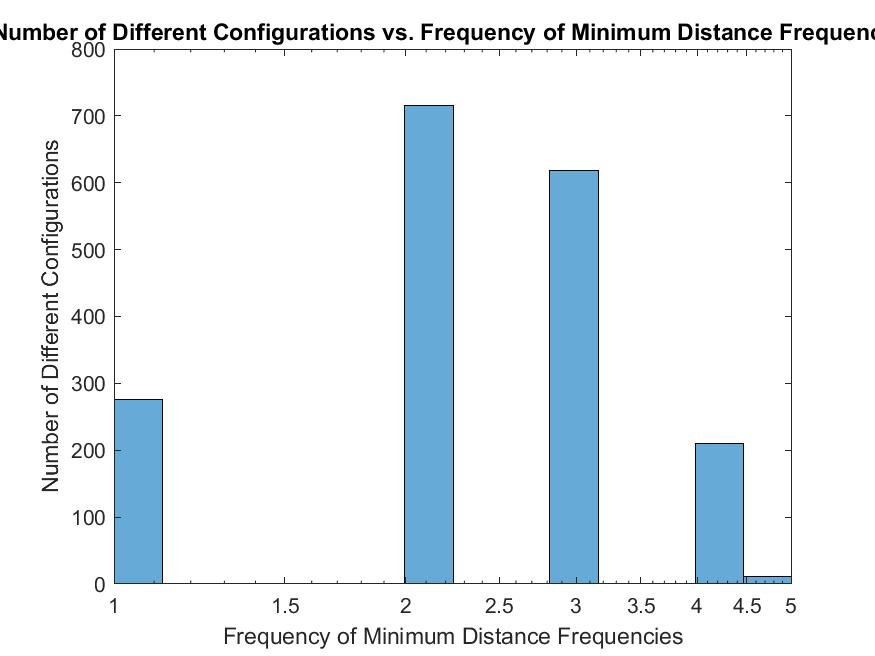 Number of Different Configurations vs. Frequency of Minimum Distance Frequenc
800
700
600
500
400
300
200
100
0
Number of Different Configurations
1 1.5 2 2.5 3 3.5 4 4.5 5
Frequency of Minimum Distance Frequencies